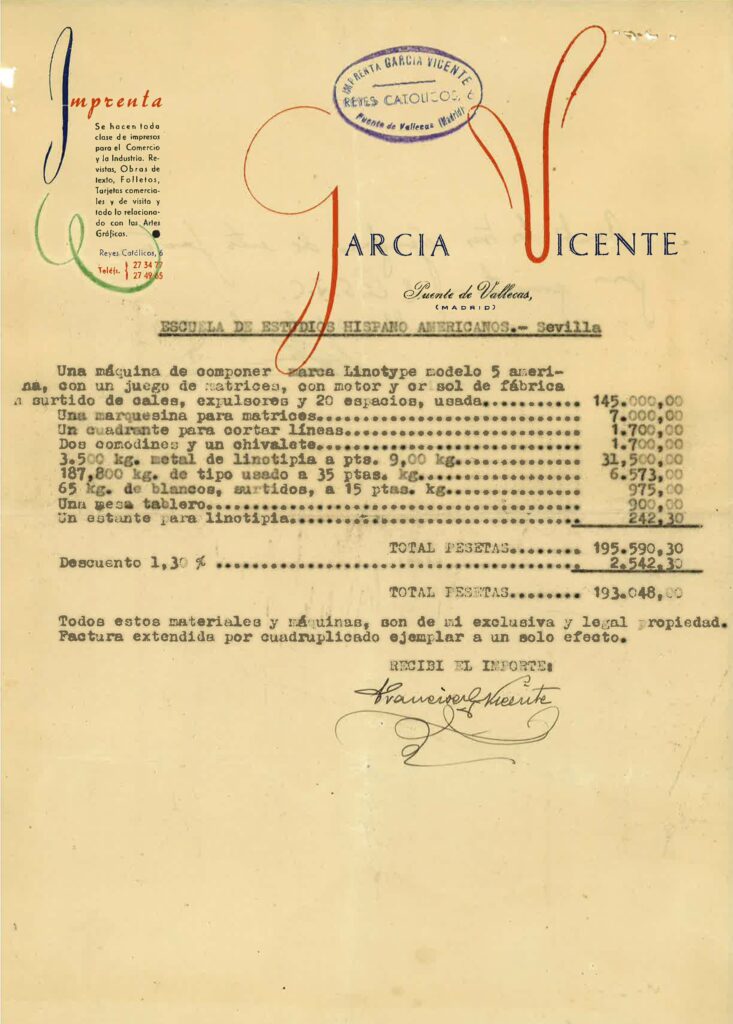 Imprenta
Se hacen toda
clase de impresos
para el Comercio
y la Industria. Re-
vistas, Obras de
texto, Folletos,
Tarjetas comercia-
les y de visita y
todo lo relaciona-
do con las Artes
Gráficas.
Reyes Católicos, 6
Teléfs. 27 34 77
27 49 65
IMPRENTA GARCIA VICENTE
REYES CATOLICOS, 6
Puente de Vallecas (Madrid)
GARCIA VICENTE
Puente de Vallecas,
(MADRID)
ESCUELA DE ESTUDIOS HISPANO AMERICANOS.- Sevilla
Una máquina de componer marca Linotype modelo 5 ameri-
na, con un juego de matrices, con motor y crisol de fábrica
surtido de cales, expulsores y 20 espacios, usada........... 145.000,00
Una marquesina para matrices........................... 7.000,00
Un cuadrante para cortar líneas........................ 1.700,00
Dos comodines y un chivalete........................... 1.700,00
3.500 kg. metal de linotipia a pts. 9,00 kg............ 31,500,00
187,800 kg. de tipo usado a 35 ptas. kg................ 6.573,00
65 kg. de blancos, surtidos, a 15 ptas. kg............. 975,00
Una mesa tablero....................................... 900,00
Un estante para linotipia.............................. 242,30
TOTAL PESETAS......... 195.590,30
Descuento 1,30 % ...................................... 2.542,30
TOTAL PESETAS......... 193.048,00
Todos estos materiales y máquinas, son de mi exclusiva y legal propiedad.
Factura extendida por cuadruplicado ejemplar a un solo efecto.
RECIBI EL IMPORTE:
Francisco G Vicente